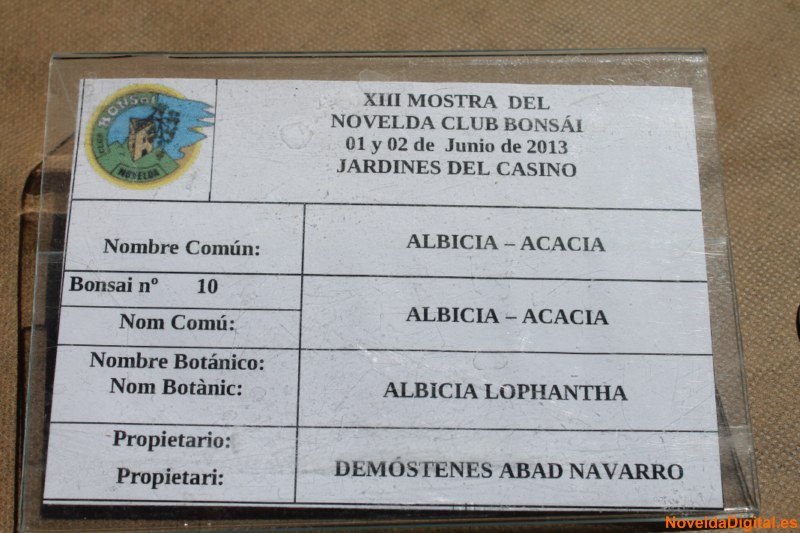 BONSAI
CLUB
NOVELDA
XIII MOSTRA DEL
NOVELDA CLUB BONSÁI
01 y 02 de Junio de 2013
JARDINES DEL CASINO
Nombre Común:
ALBICIA – ACACIA
Bonsai nº 10
Nom Comú:
ALBICIA – ACACIA
Nombre Botánico:
Nom Botànic:
ALBICIA LOPHANTHA
Propietario:
Propietari:
DEMÓSTENES ABAD NAVARRO
NoveldaDigital.es